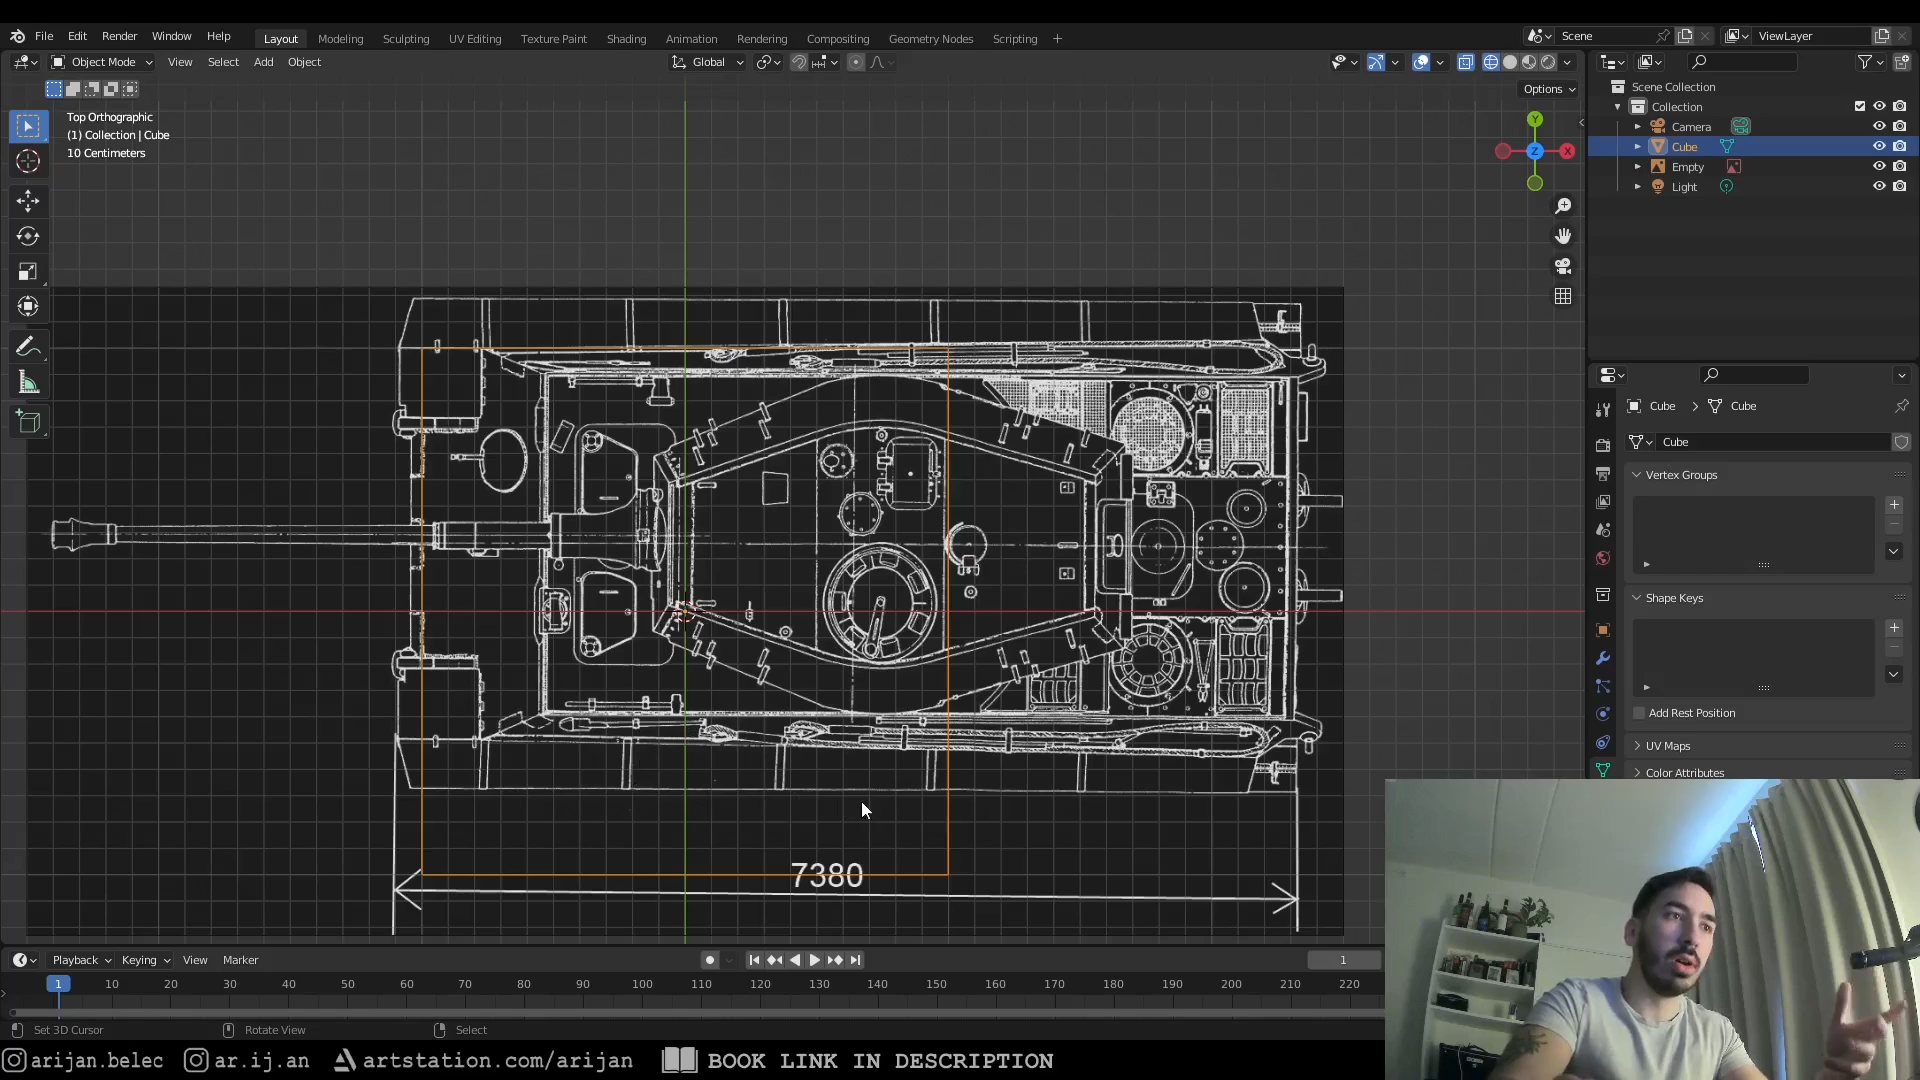 File Edit Render Window Help Layout Modeling Sculpting UV Editing Texture Paint Shading Animation Rendering Compositing Geometry Nodes Scripting + Scene ViewLayer
Object Mode View Select Add Object Global
Options
Top Orthographic
(1) Collection | Cube
10 Centimeters
Y
Z
X
7380
Scene Collection
Collection
Camera
Cube
Empty
Light
Cube Cube
Cube
Vertex Groups
Shape Keys
Add Rest Position
UV Maps
Color Attributes
Playback Keying View Marker 1
1 10 20 30 40 50 60 70 80 90 100 110 120 130 140 150 160 170 180 190 200 210 220
Set 3D Cursor Rotate View Select
arijan.belec ar.ij.an artstation.com/arijan BOOK LINK IN DESCRIPTION